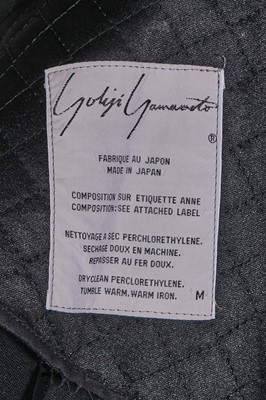 Yohji Yamamoto
®
FABRIQUÉ AU JAPON
MADE IN JAPAN
COMPOSITION SUR ETIQUETTE ANNE
COMPOSITION: SEE ATTACHED LABEL
NETTOYAGE A SEC PERCHLORETHYLENE.
SECHAGE DOUX EN MACHINE.
REPASSER AU FER DOUX.
DRYCLEAN PERCLORETHYLENE.
TUMBLE WARM, WARM IRON. M